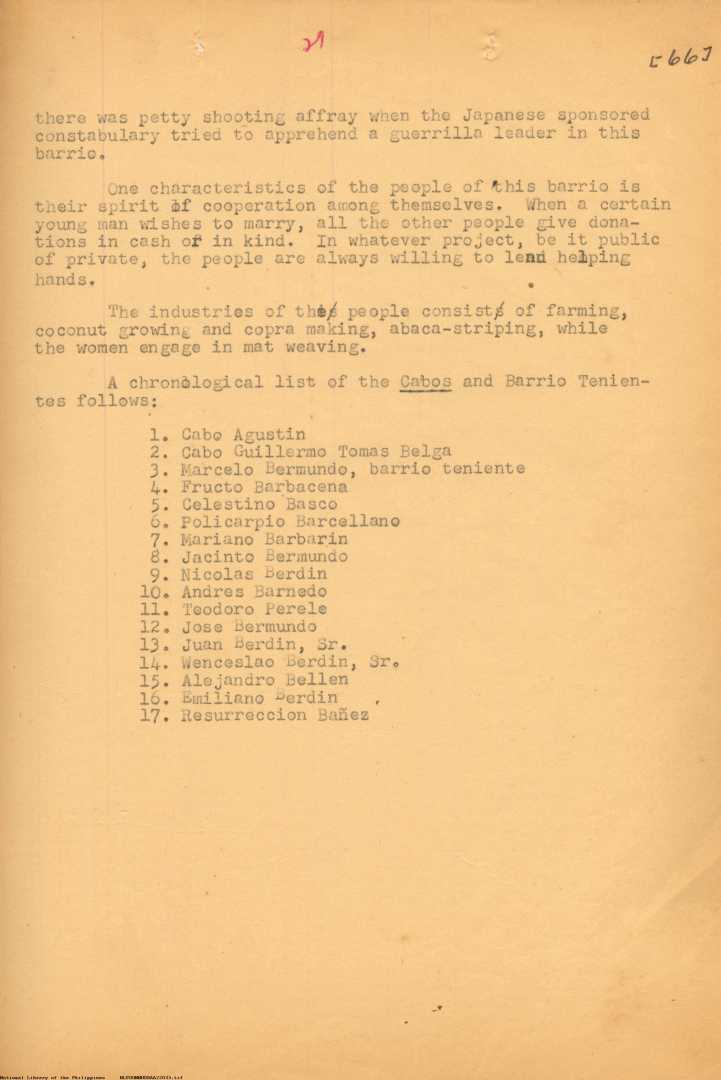 21
[66]
there was petty shooting affray when the Japanese sponsored
constabulary tried to apprehend a guerrilla leader in this
barrio.
One characteristics of the people of this barrio is
their spirit of cooperation among themselves. When a certain
young man wishes to marry, all the other people give dona-
tions in cash or in kind. In whatever project, be it public
of private, the people are always willing to lend helping
hands.
The industries of the people consist of farming,
coconut growing and copra making, abaca-striping, while
the women engage in mat weaving.
A chronological list of the Cabos and Barrio Tenien-
tes follows:
1. Cabo Agustin
2. Cabo Guillermo Tomas Belga
3. Marcelo Bermundo, barrio teniente
4. Fructo Barbacena
5. Celestino Basco
6. Policarpio Barcellano
7. Mariano Barbarin
8. Jacinto Bermundo
9. Nicolas Berdin
10. Andres Barnedo
11. Teodoro Perele
12. Jose Bermundo
13. Juan Berdin, Sr.
14. Wenceslao Berdin, Sr.
15. Alejandro Bellen
16. Emiliano Berdin
17. Resurreccion Bañez
National Library of the Philippines